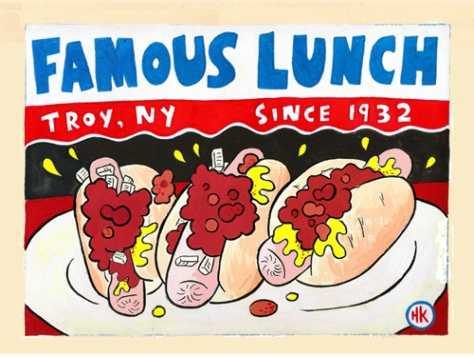 FAMOUS LUNCH
TROY, NY SINCE 1932
HK